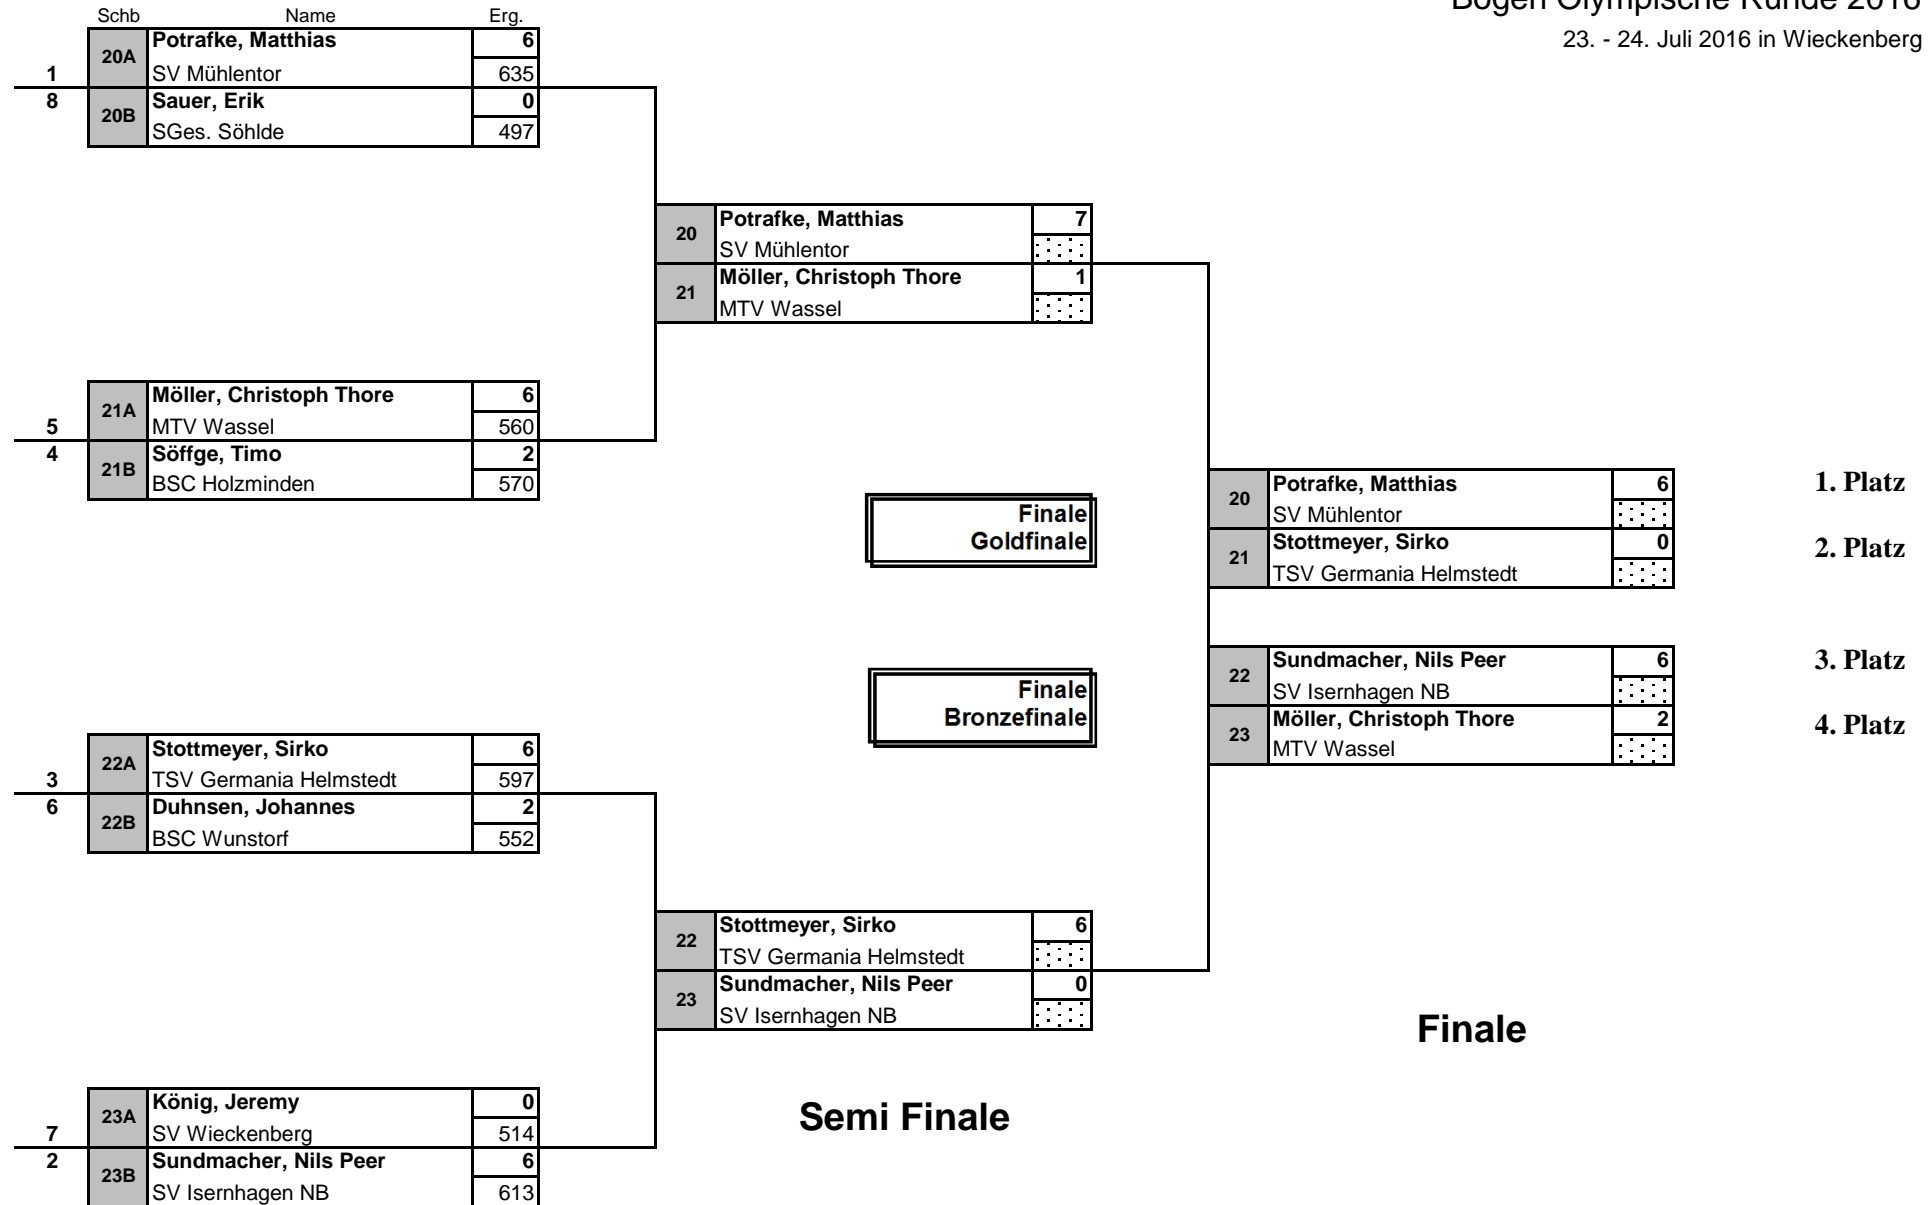 Bogen Olympische Runde 2016
23. - 24. Juli 2016 in Wieckenberg
Schb Name Erg.
20A Potrafke, Matthias 6
1 SV Mühlentor 635
8 20B Sauer, Erik 0
SGes. Söhlde 497
20 Potrafke, Matthias 7
SV Mühlentor
21 Möller, Christoph Thore 1
MTV Wassel
21A Möller, Christoph Thore 6
5 MTV Wassel 560
4 21B Söffge, Timo 2
BSC Holzminden 570
Finale
Goldfinale
20 Potrafke, Matthias 6 1. Platz
SV Mühlentor
21 Stottmeyer, Sirko 0 2. Platz
TSV Germania Helmstedt
Finale
Bronzefinale
22 Sundmacher, Nils Peer 6 3. Platz
SV Isernhagen NB
23 Möller, Christoph Thore 2 4. Platz
MTV Wassel
22A Stottmeyer, Sirko 6
3 TSV Germania Helmstedt 597
6 22B Duhnsen, Johannes 2
BSC Wunstorf 552
22 Stottmeyer, Sirko 6
TSV Germania Helmstedt
23 Sundmacher, Nils Peer 0
SV Isernhagen NB
Finale
Semi Finale
23A König, Jeremy 0
7 SV Wieckenberg 514
2 23B Sundmacher, Nils Peer 6
SV Isernhagen NB 613